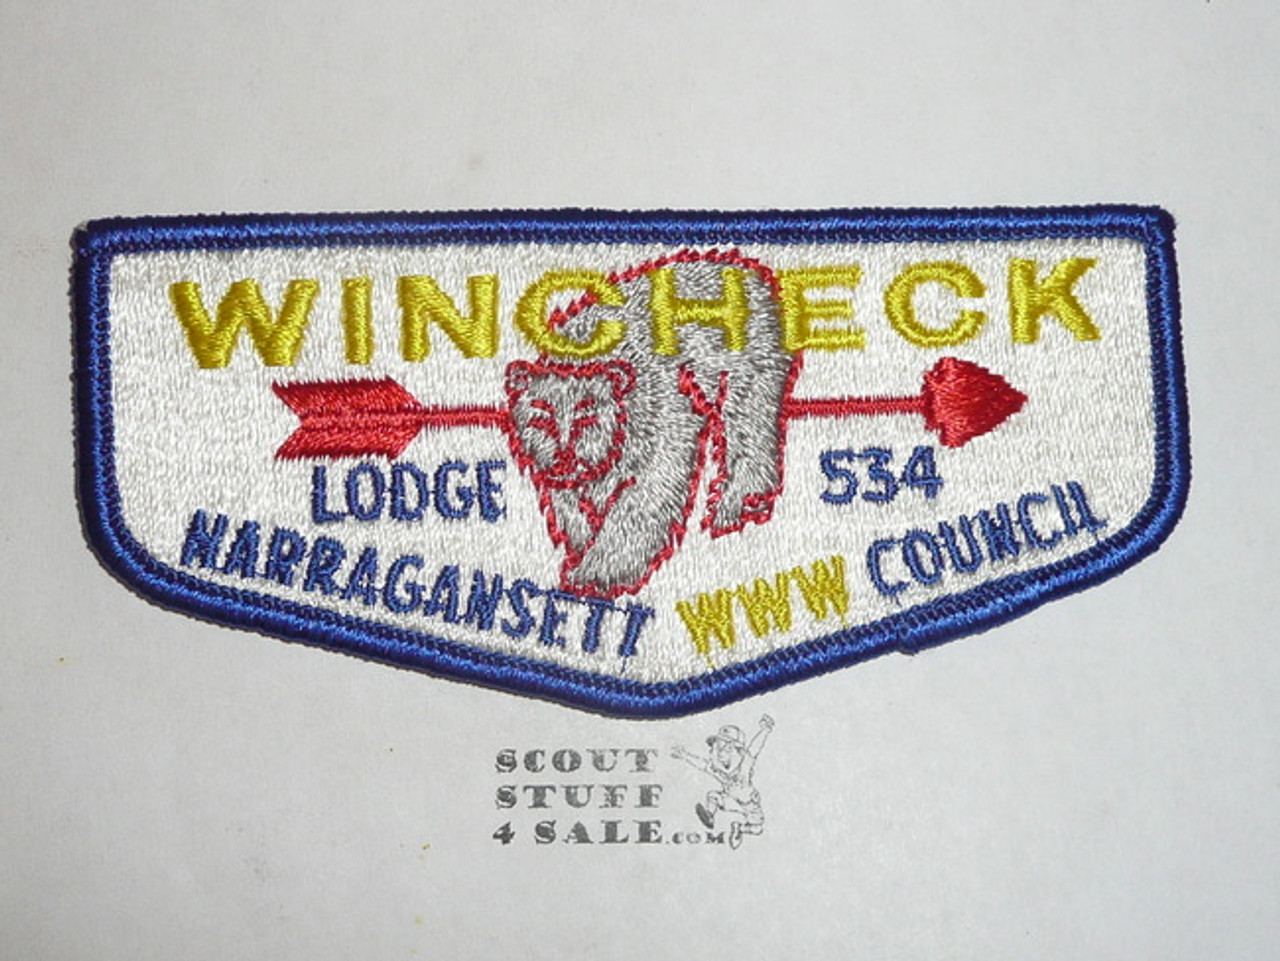 WINCHECK
LODGE 534
NARRAGANSETT WWW COUNCIL
SCOUT
STUFF
4 SALE.COM